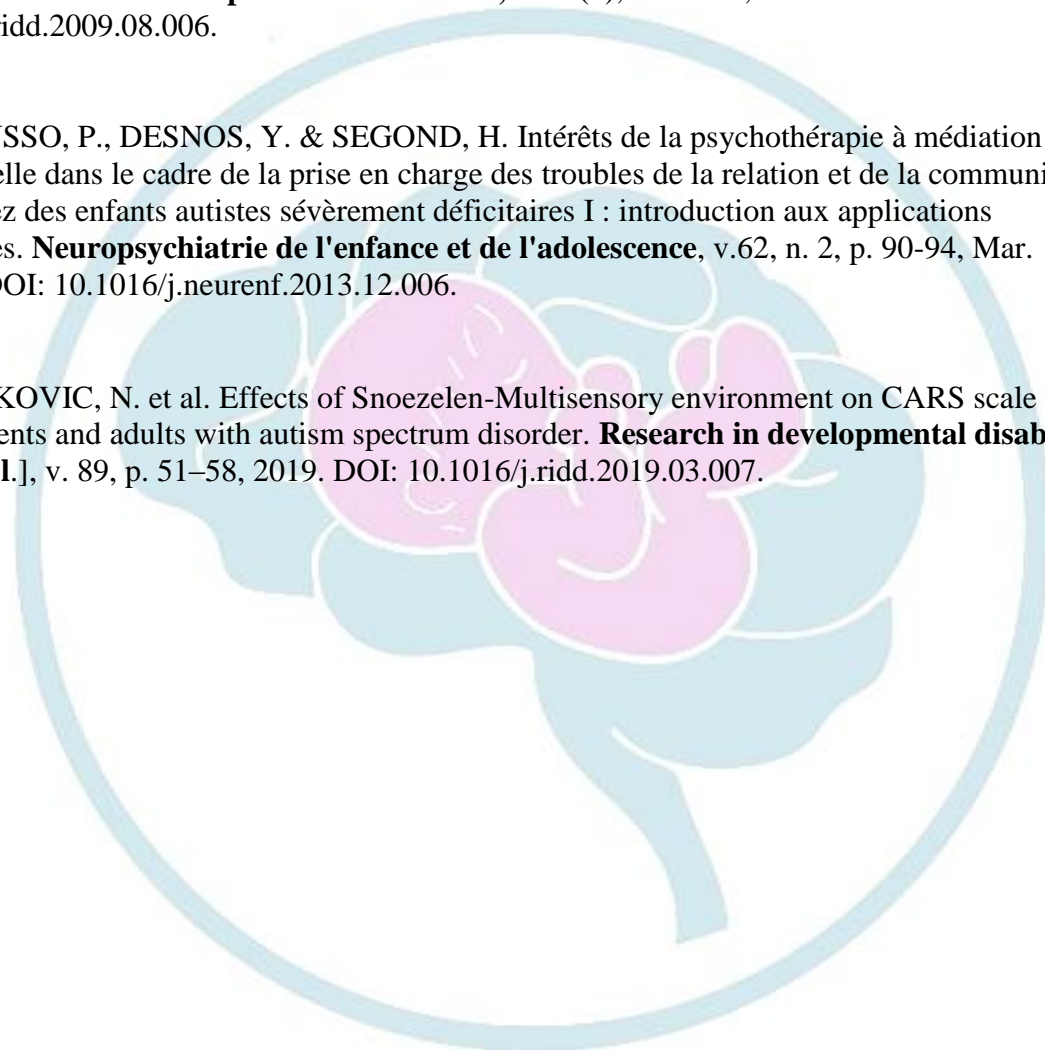 ridd.2009.08.006.
SSO, P., DESNOS, Y. & SEGOND, H. Intérêts de la psychothérapie à médiation
elle dans le cadre de la prise en charge des troubles de la relation et de la communi
ez des enfants autistes sévèrement déficitaires I : introduction aux applications
es. Neuropsychiatrie de l'enfance et de l'adolescence, v.62, n. 2, p. 90-94, Mar.
DOI: 10.1016/j.neurenf.2013.12.006.
KOVIC, N. et al. Effects of Snoezelen-Multisensory environment on CARS scale
ents and adults with autism spectrum disorder. Research in developmental disab
l.], v. 89, p. 51–58, 2019. DOI: 10.1016/j.ridd.2019.03.007.